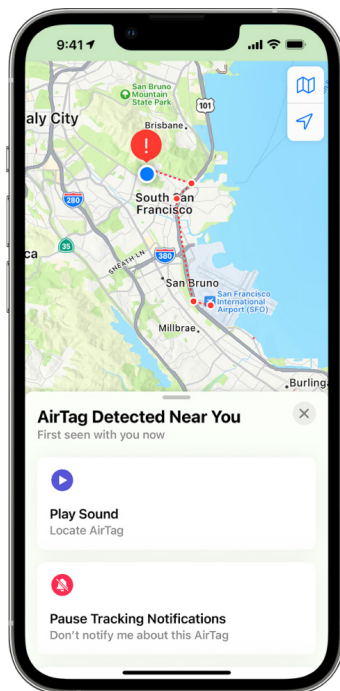 9:41
San Bruno
Mountain
State Park
101
aly City
Brisbane
South San
Francisco
280
35
ca
SNEATH LN
380
San Bruno
San Francisco
International
Airport (SFO)
Millbrae
Burling
AirTag Detected Near You
First seen with you now
Play Sound
Locate AirTag
Pause Tracking Notifications
Don't notify me about this AirTag